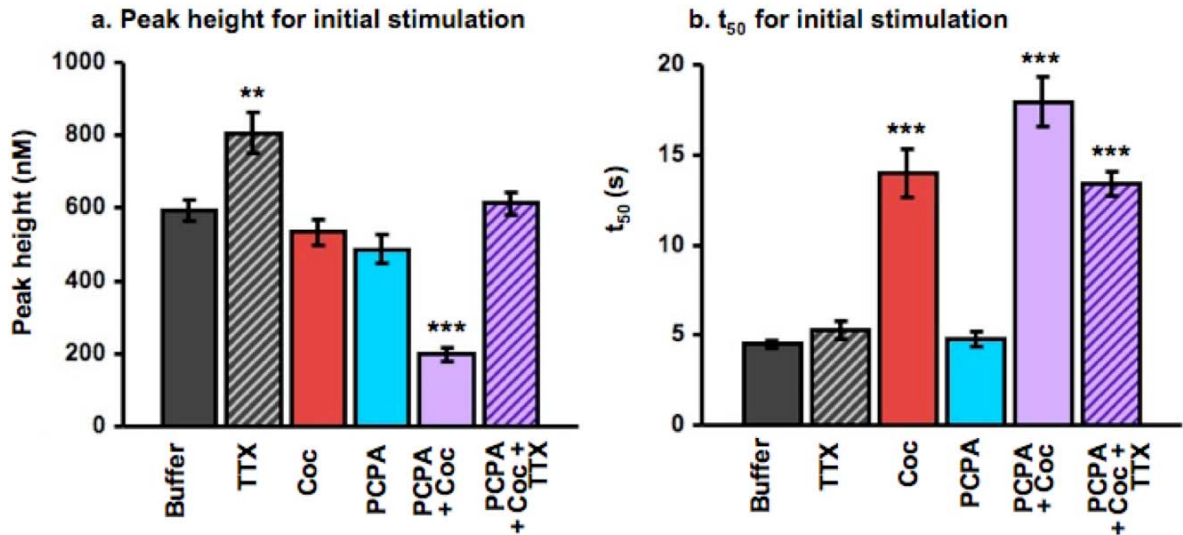 a. Peak height for initial stimulation
Peak height (nM)
1000
800
600
400
200
0
**
***
Buffer
TTX
Coc
PCPA
PCPA
+ Coc
PCPA
+ Coc +
TTX
b. t50 for initial stimulation
t50 (s)
20
15
10
5
0
***
***
***
Buffer
TTX
Coc
PCPA
PCPA
+ Coc
PCPA
+ Coc +
TTX